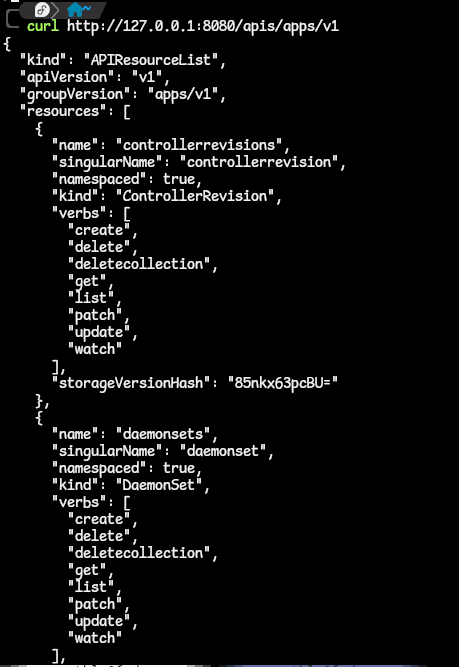 ~
curl http://127.0.0.1:8080/apis/apps/v1
{
  "kind": "APIResourceList",
  "apiVersion": "v1",
  "groupVersion": "apps/v1",
  "resources": [
    {
      "name": "controllerrevisions",
      "singularName": "controllerrevision",
      "namespaced": true,
      "kind": "ControllerRevision",
      "verbs": [
        "create",
        "delete",
        "deletecollection",
        "get",
        "list",
        "patch",
        "update",
        "watch"
      ],
      "storageVersionHash": "85nkx63pcBU="
    },
    {
      "name": "daemonsets",
      "singularName": "daemonset",
      "namespaced": true,
      "kind": "DaemonSet",
      "verbs": [
        "create",
        "delete",
        "deletecollection",
        "get",
        "list",
        "patch",
        "update",
        "watch"
      ],